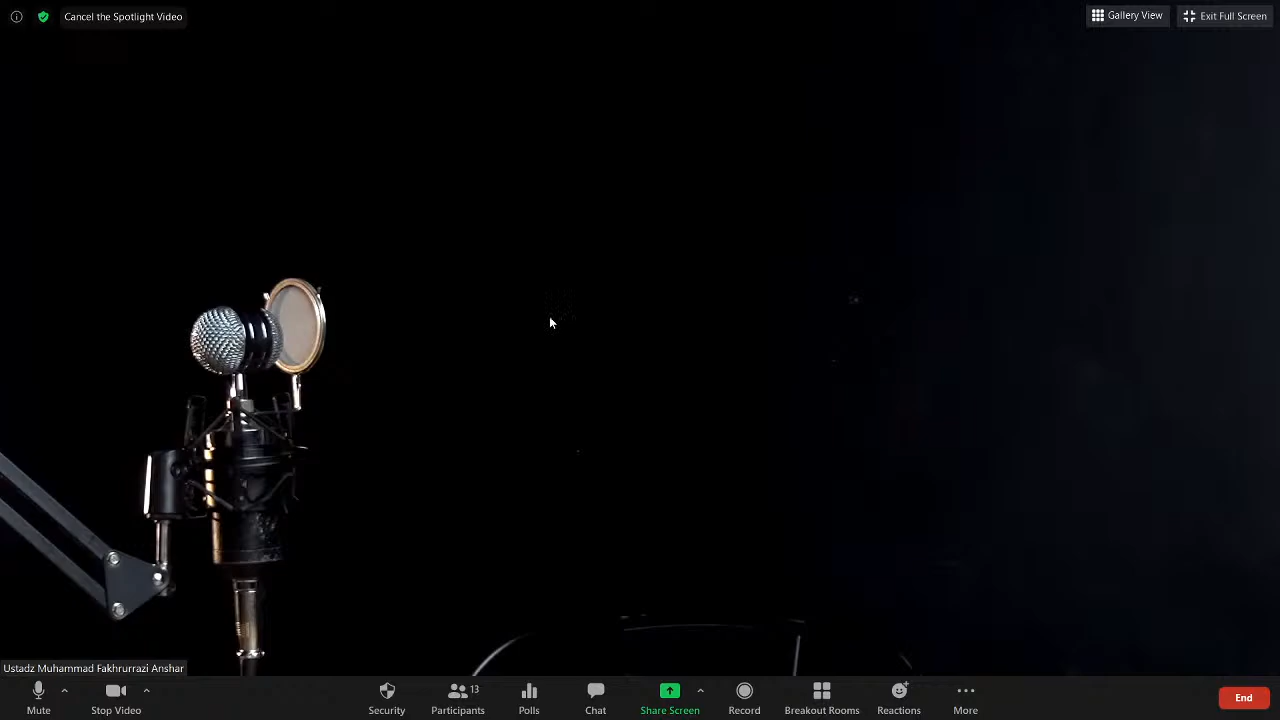 Cancel the Spotlight Video
Gallery View
Exit Full Screen
Ustadz Muhammad Fakhrurrazi Anshar
Mute
Stop Video
Security
13
Participants
Polls
Chat
Share Screen
Record
Breakout Rooms
Reactions
More
End